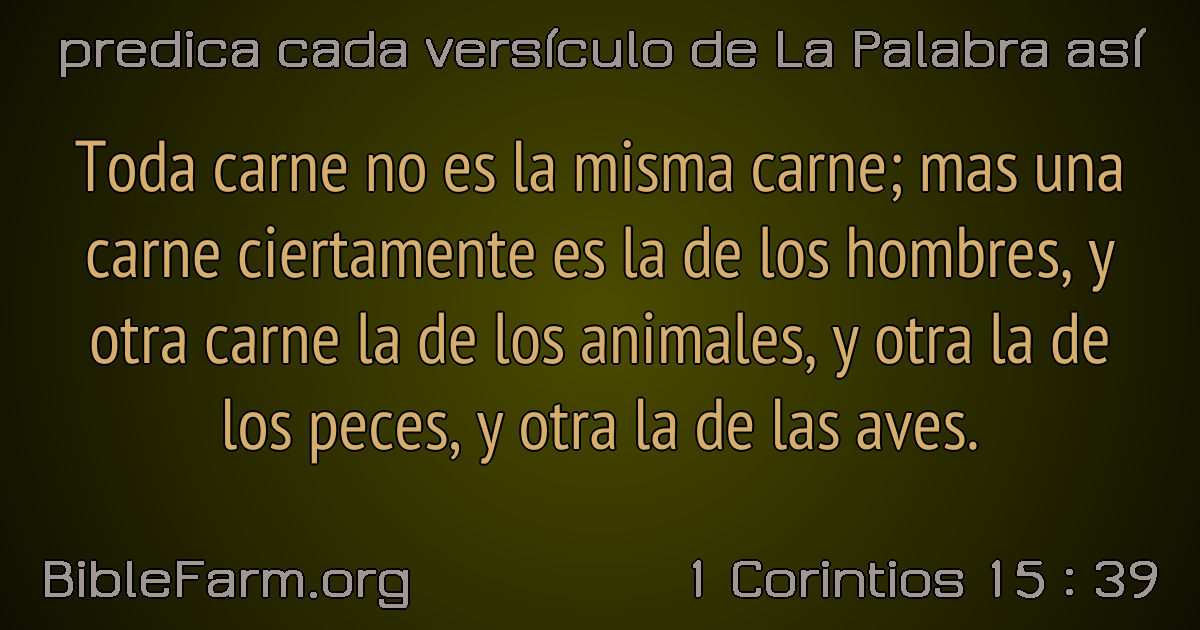 predica cada versículo de La Palabra así
Toda carne no es la misma carne; mas una
carne ciertamente es la de los hombres, y
otra carne la de los animales, y otra la de
los peces, y otra la de las aves.
BibleFarm.org
1 Corintios 15 : 39